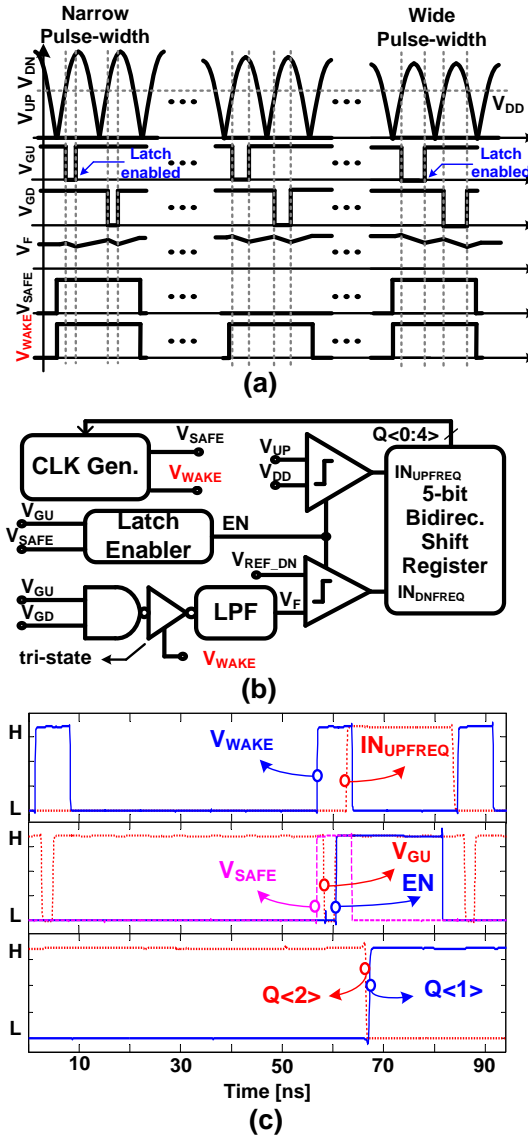 Narrow
Pulse-width
Wide
Pulse-width
VUP VDN
VDD
VGU
Latch
enabled
Latch
enabled
VGD
VF
VSAFE
VWAKE
(a)
CLK Gen.
VSAFE
VWAKE
VUP
VDD
Q<0:4>
INUPFREQ
5-bit
Bidirec.
Shift
Register
INDNFREQ
VGU
VSAFE
Latch
Enabler
EN
VREF_DN
VGU
VGD
LPF
VF
tri-state
VWAKE
(b)
H
L
VWAKE
INUPFREQ
H
L
VSAFE
VGU
EN
H
L
Q<2>
Q<1>
10 30 50 70 90
Time [ns]
(c)